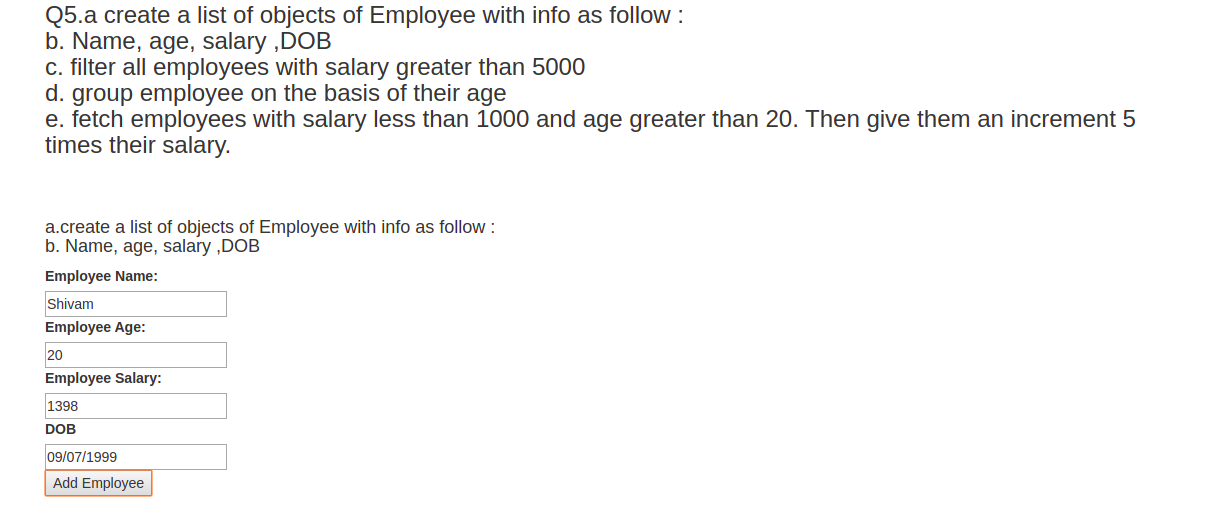 Q5.a create a list of objects of Employee with info as follow :
b. Name, age, salary ,DOB
c. filter all employees with salary greater than 5000
d. group employee on the basis of their age
e. fetch employees with salary less than 1000 and age greater than 20. Then give them an increment 5
times their salary.
a.create a list of objects of Employee with info as follow :
b. Name, age, salary ,DOB
Employee Name:
Shivam
Employee Age:
20
Employee Salary:
1398
DOB
09/07/1999
Add Employee